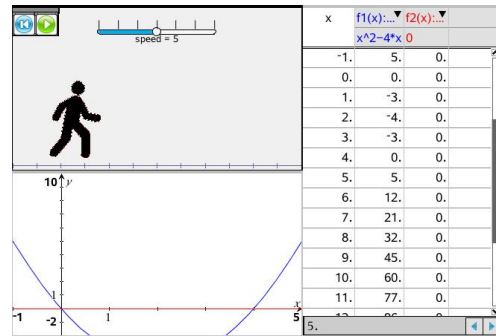 speed = 5
10 y
1
-1
-2
1
x
5
x f1(x):...▼ f2(x):...▼
x^2−4*x 0
-1. 5. 0.
0. 0. 0.
1. -3. 0.
2. -4. 0.
3. -3. 0.
4. 0. 0.
5. 5. 0.
6. 12. 0.
7. 21. 0.
8. 32. 0.
9. 45. 0.
10. 60. 0.
11. 77. 0.
5.